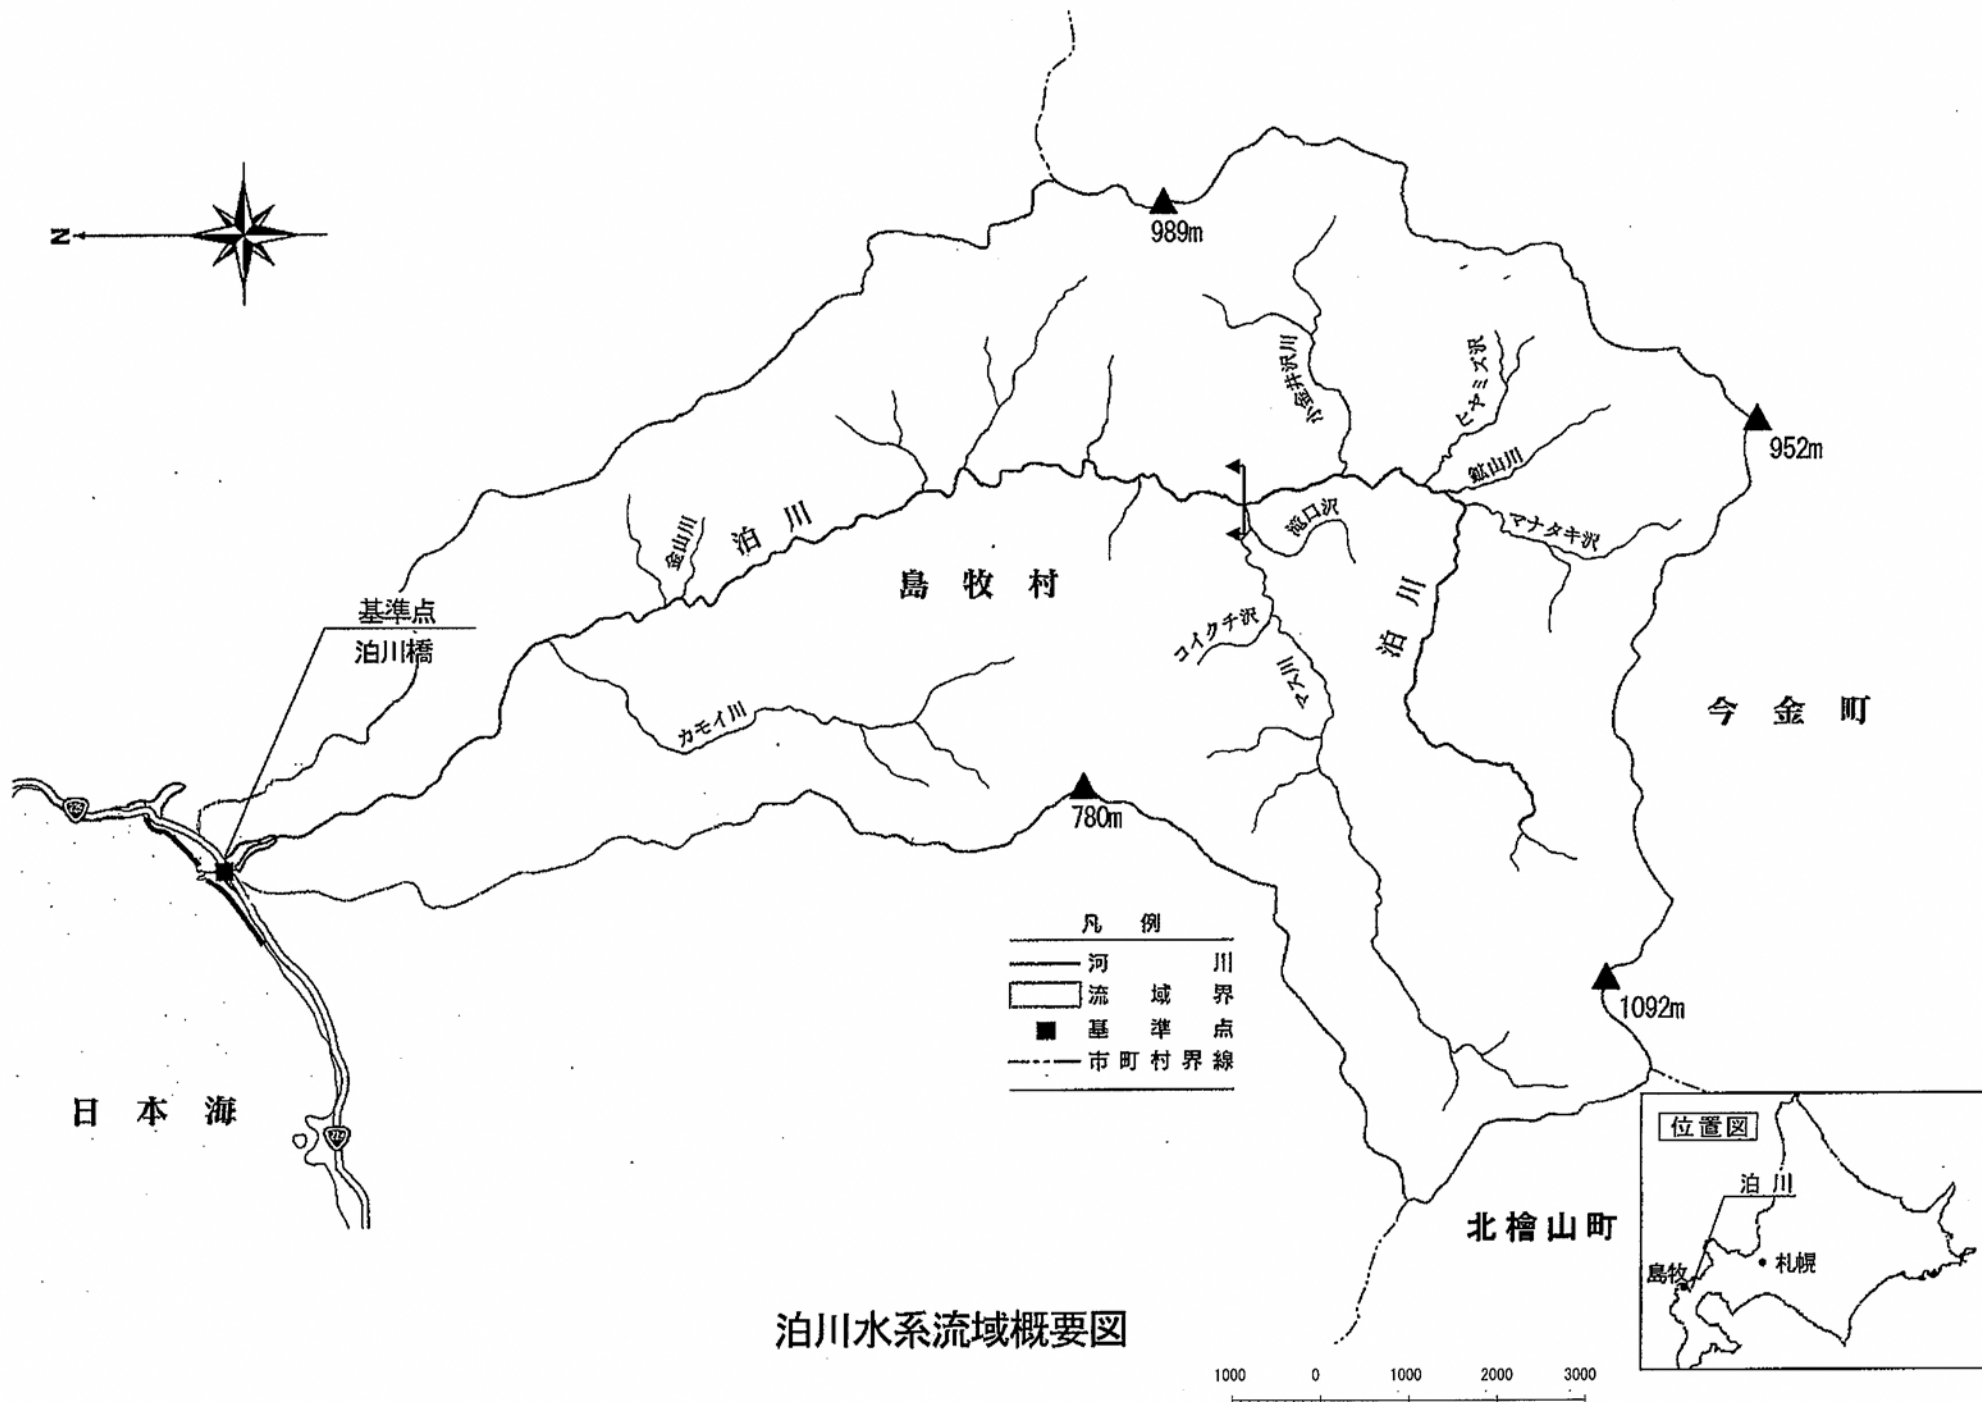 N
989m
952m
小金井沢川
ヒヤミズ沢
鉱山川
マナタキ沢
滝口沢
泊川
金山川
島牧村
基準点
泊川橋
コイクチ沢
マス川
泊川
カモイ川
今金町
780m
1092m
凡例
河川
流域界
基準点
市町村界線
229
229
日本海
北檜山町
位置図
泊川
島牧
札幌
泊川水系流域概要図
1000 0 1000 2000 3000